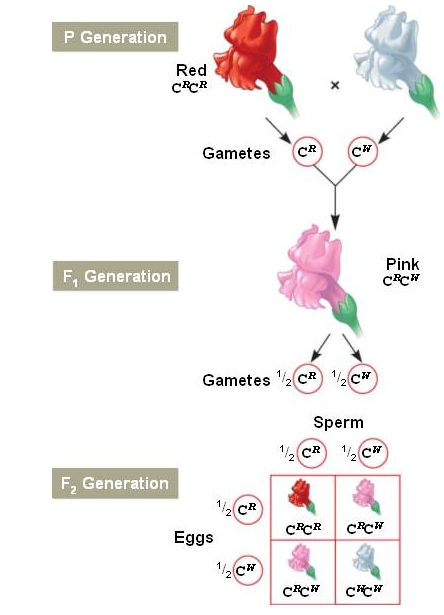 P Generation
Red
CᴿCᴿ
×
Gametes Cᴿ Cᵂ
F₁ Generation
Pink
CᴿCᵂ
Gametes 1/2 Cᴿ 1/2 Cᵂ
Sperm
1/2 Cᴿ 1/2 Cᵂ
F₂ Generation
1/2 Cᴿ
CᴿCᴿ CᴿCᵂ
Eggs
1/2 Cᵂ
CᴿCᵂ CᵂCᵂ